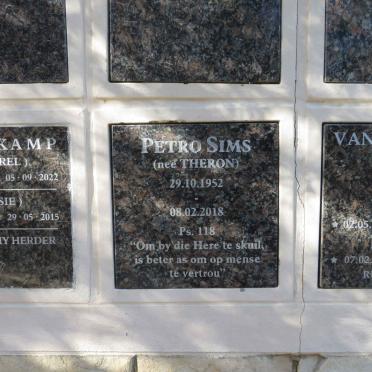 KAMP
REL )
05-09-2022
SIE )
29-05-2015
Y HERDER
PETRO SIMS
(neé THERON)
29.10.1952
-
08.02.2018
Ps. 118
"Om by die Here te skuil,
is beter as om op mense
te vertrou"
VAN
★ 02.05
★ 07.02
R